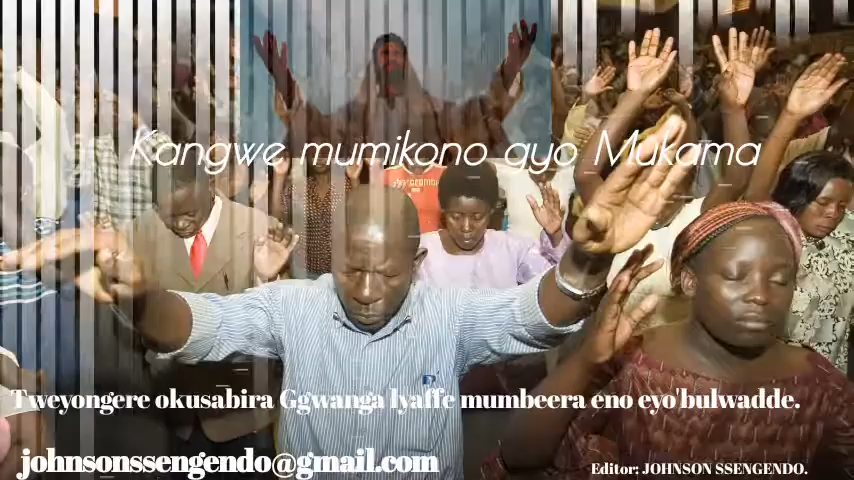 Kangwe mumikono gyo Mukama
Tweyongere okusabira Ggwanga lyaffe mumbeera eno eyo'bulwadde.
johnsonssengendo@gmail.com
Editor: JOHNSON SSENGENDO.